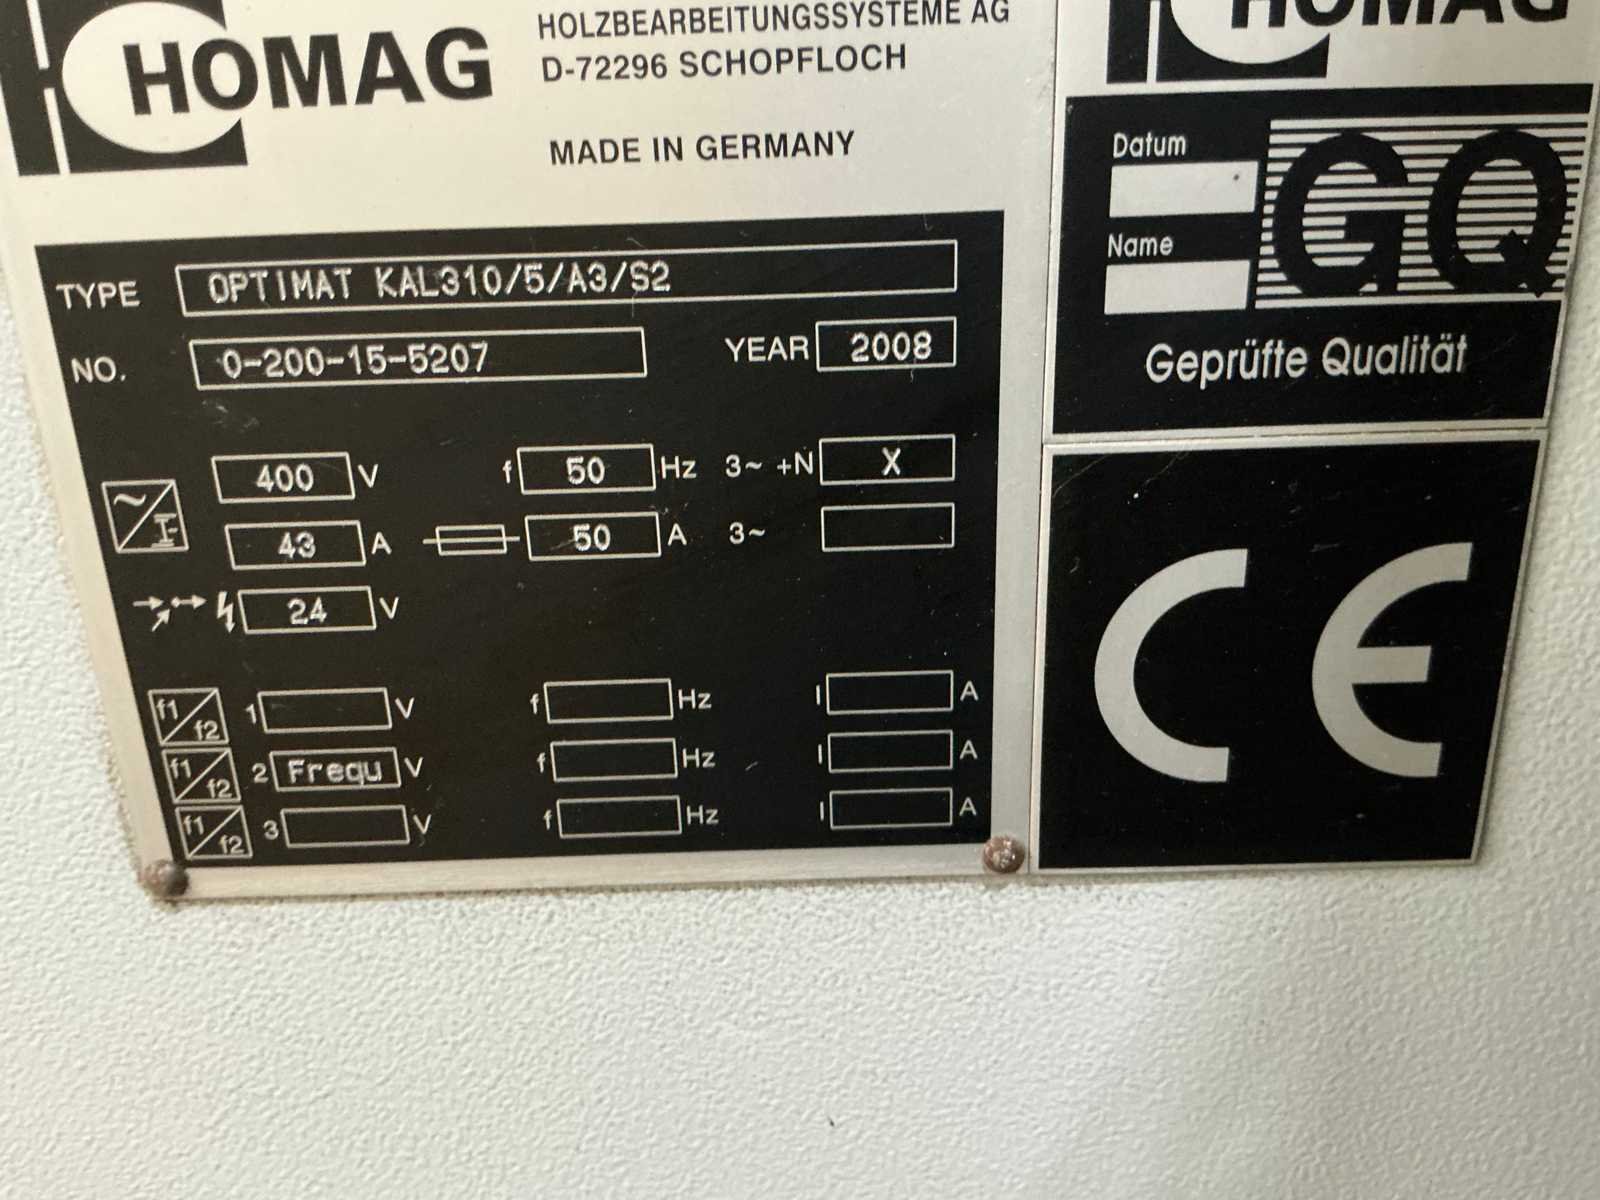 HOMAG
HOLZBEARBEITUNGSSYSTEME AG
D-72296 SCHOPFLOCH
MADE IN GERMANY
TYPE OPTIMAT KAL310/5/A3/S2
NO. 0-200-15-5207 YEAR 2008
400 V f 50 Hz 3~ +N X
43 A 50 A 3~
24 V
f1/f2 1 V f Hz I A
f1/f2 2 Frequ V f Hz I A
f1/f2 3 V f Hz I A
HOMAG
Datum
Name
GQ
Geprüfte Qualität
CE